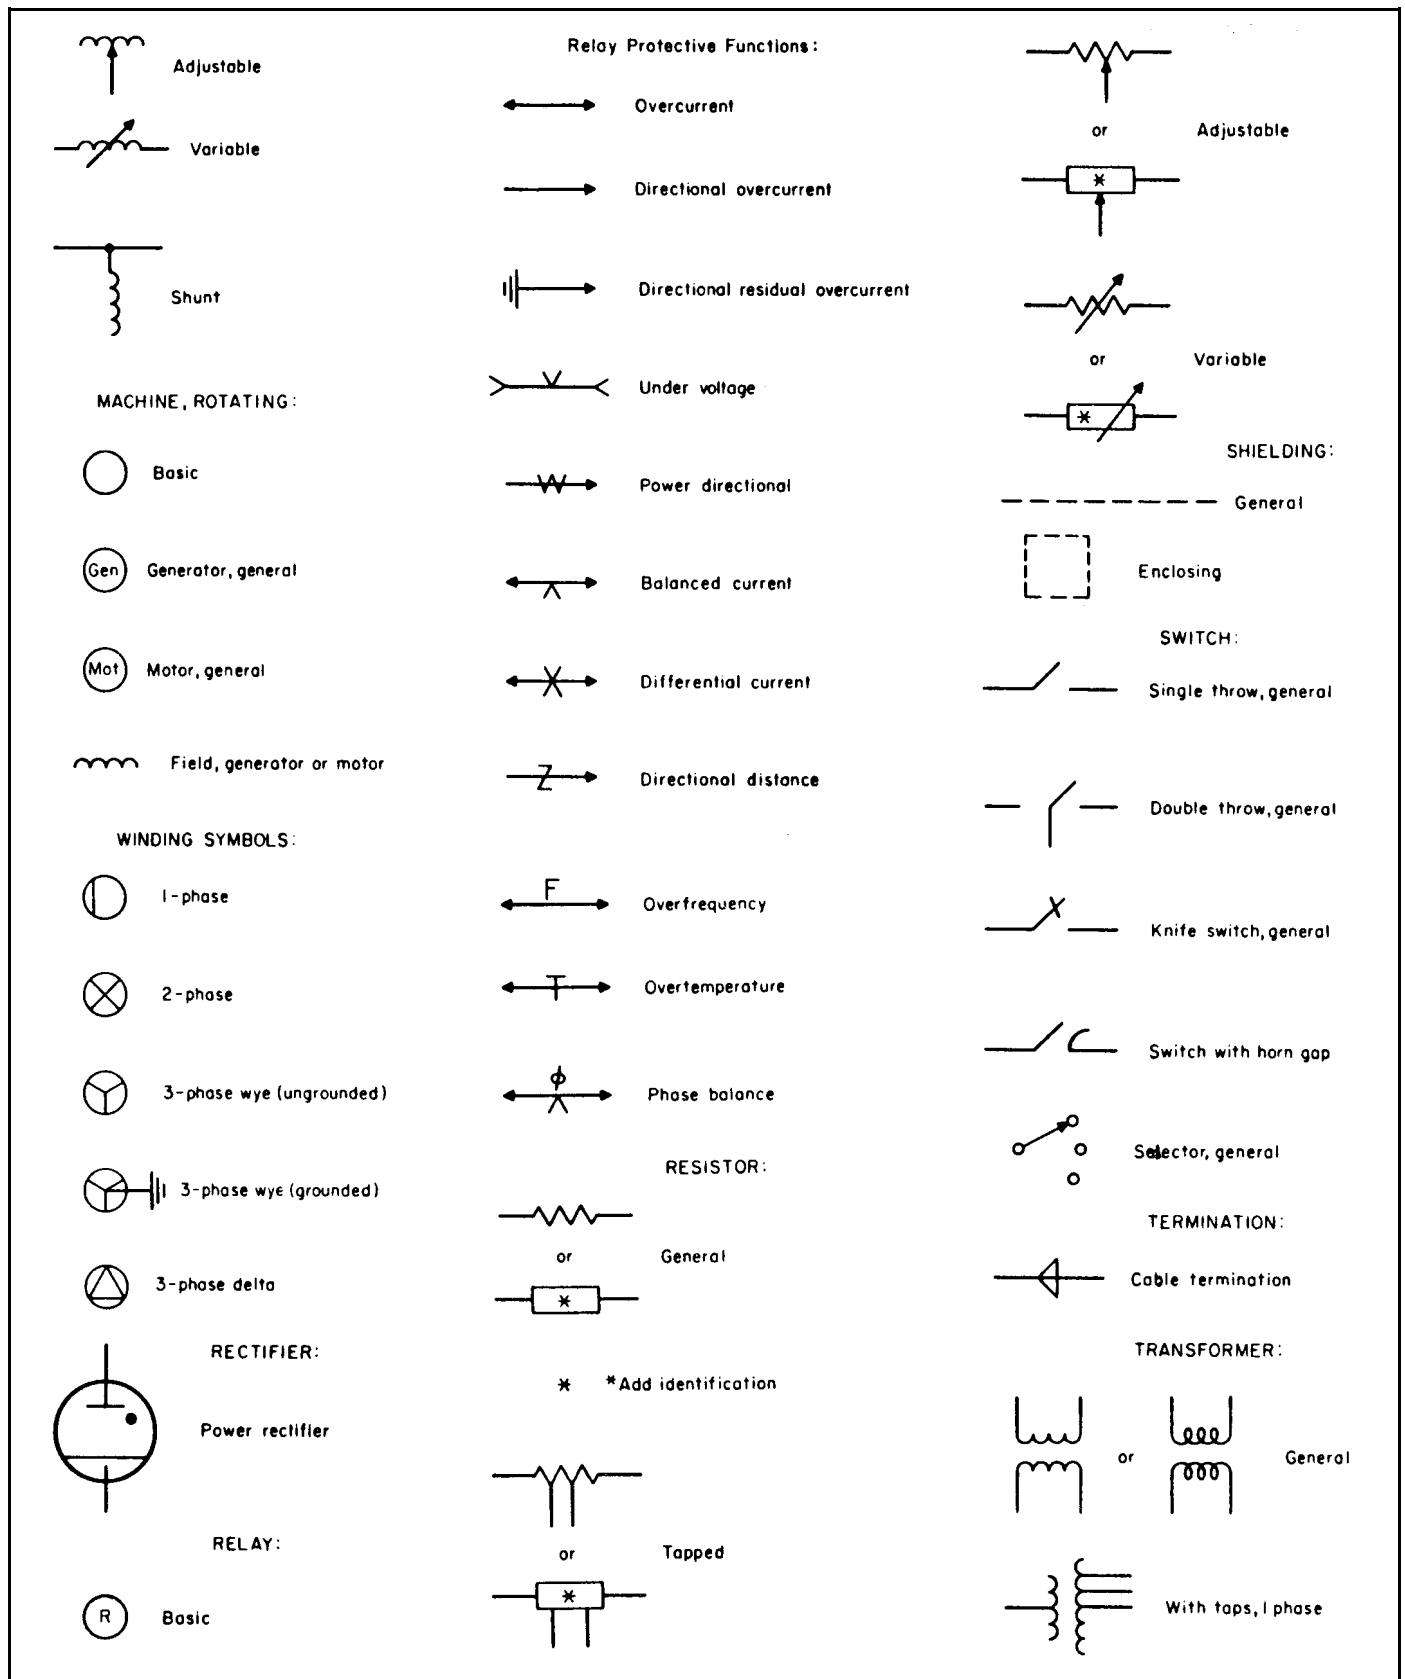 Adjustable
Variable
Shunt
MACHINE, ROTATING:
Basic
Gen Generator, general
Mot Motor, general
Field, generator or motor
WINDING SYMBOLS:
1-phase
2-phase
3-phase wye (ungrounded)
3-phase wye (grounded)
3-phase delta
RECTIFIER:
Power rectifier
RELAY:
R Basic
Relay Protective Functions:
Overcurrent
Directional overcurrent
Directional residual overcurrent
Under voltage
Power directional
Balanced current
Differential current
Z Directional distance
F Overfrequency
T Overtemperature
ϕ Phase balance
RESISTOR:
or General
*
* *Add identification
or Tapped
*
or Adjustable
*
or Variable
*
SHIELDING:
General
Enclosing
SWITCH:
Single throw, general
Double throw, general
Knife switch, general
Switch with horn gap
Selector, general
TERMINATION:
Cable termination
TRANSFORMER:
or General
With taps, 1 phase